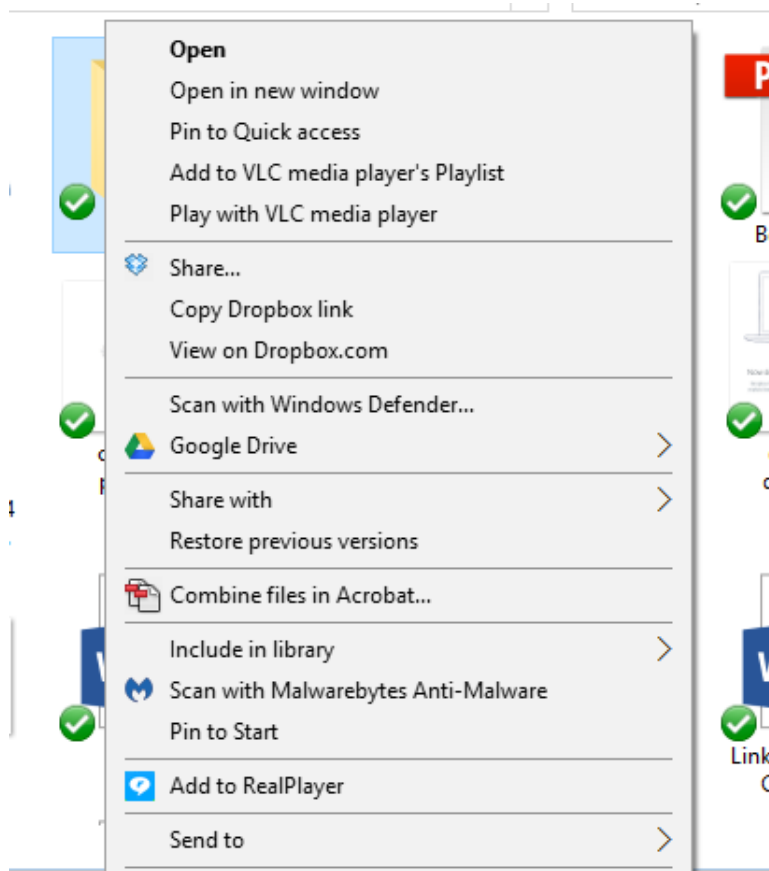 Open
Open in new window
Pin to Quick access
Add to VLC media player's Playlist
Play with VLC media player
Share...
Copy Dropbox link
View on Dropbox.com
Scan with Windows Defender...
Google Drive
Share with
Restore previous versions
Combine files in Acrobat...
Include in library
Scan with Malwarebytes Anti-Malware
Pin to Start
Add to RealPlayer
Send to
P
B
Link